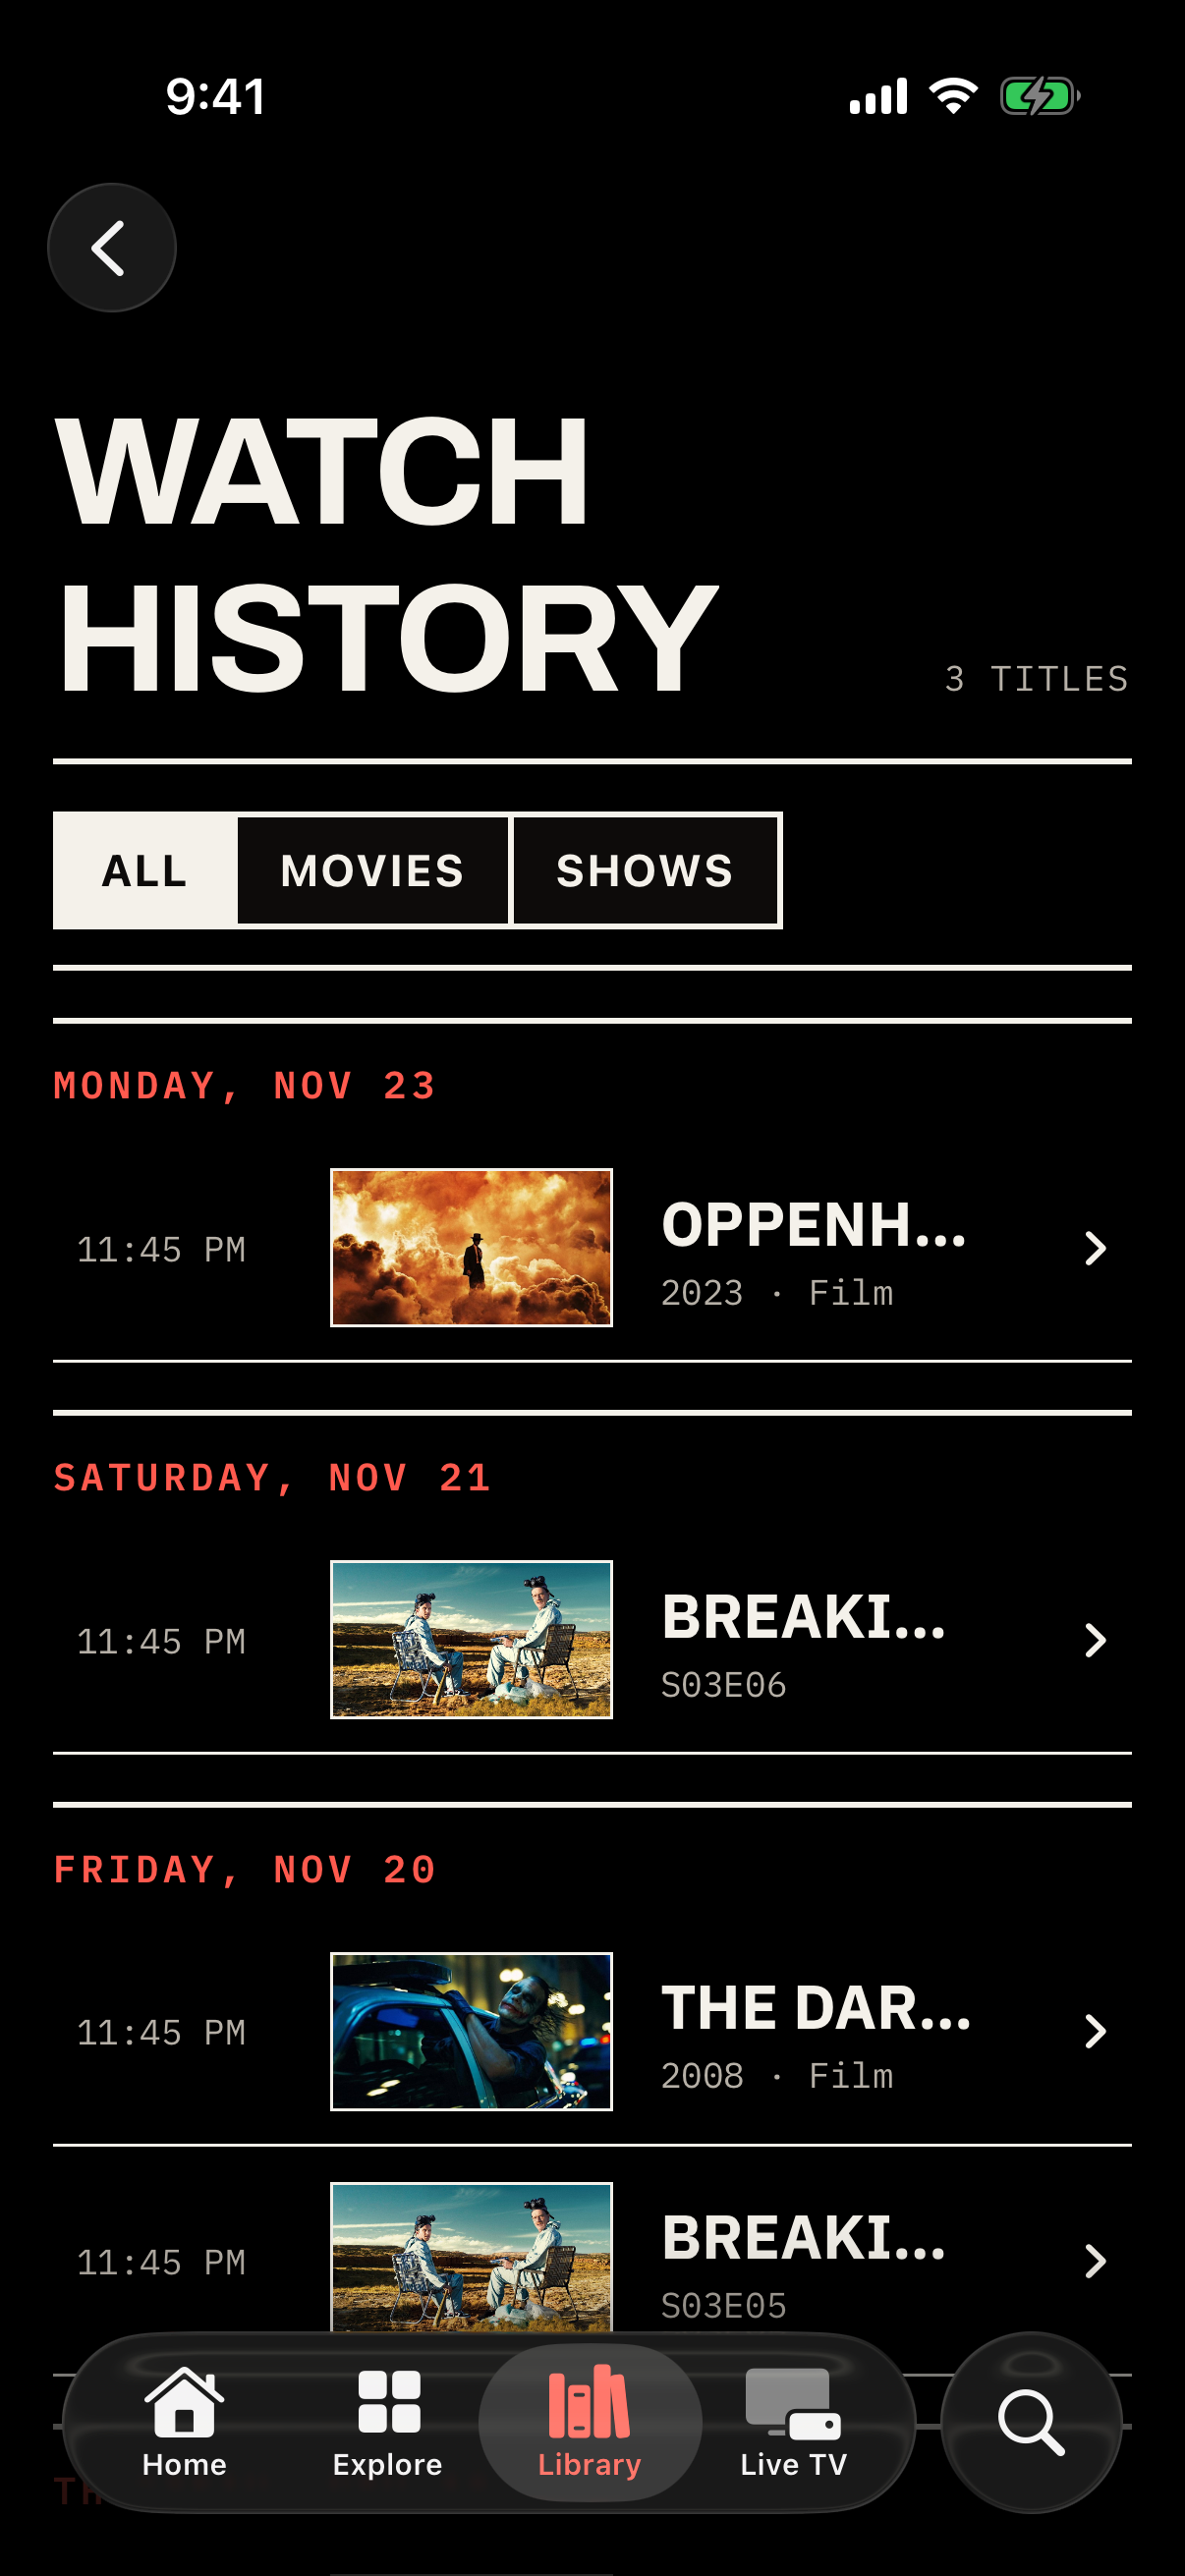 9:41
WATCH
HISTORY
3 TITLES
ALL MOVIES SHOWS
MONDAY, NOV 23
11:45 PM
OPPENH...
2023 · Film
SATURDAY, NOV 21
11:45 PM
BREAKI...
S03E06
FRIDAY, NOV 20
11:45 PM
THE DAR...
2008 · Film
11:45 PM
BREAKI...
S03E05
Home Explore Library Live TV